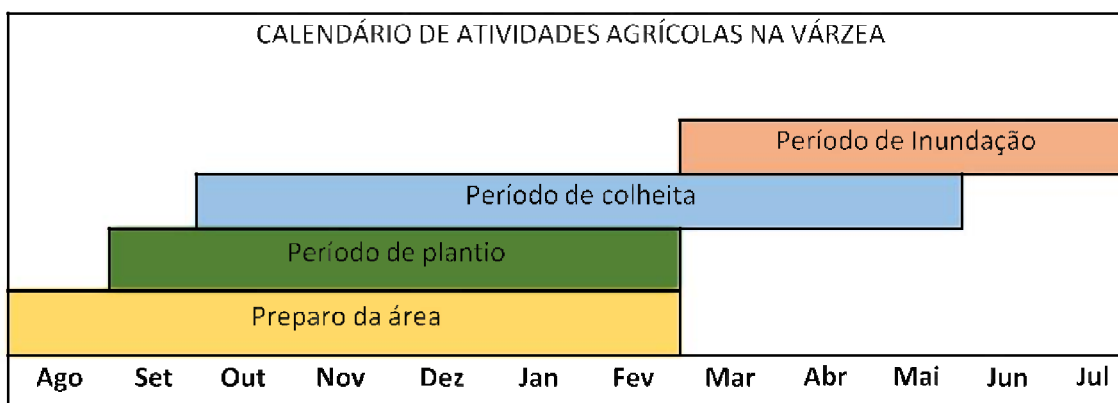 CALENDÁRIO DE ATIVIDADES AGRÍCOLAS NA VÁRZEA
Período de Inundação
Período de colheita
Período de plantio
Preparo da área
Ago Set Out Nov Dez Jan Fev Mar Abr Mai Jun Jul